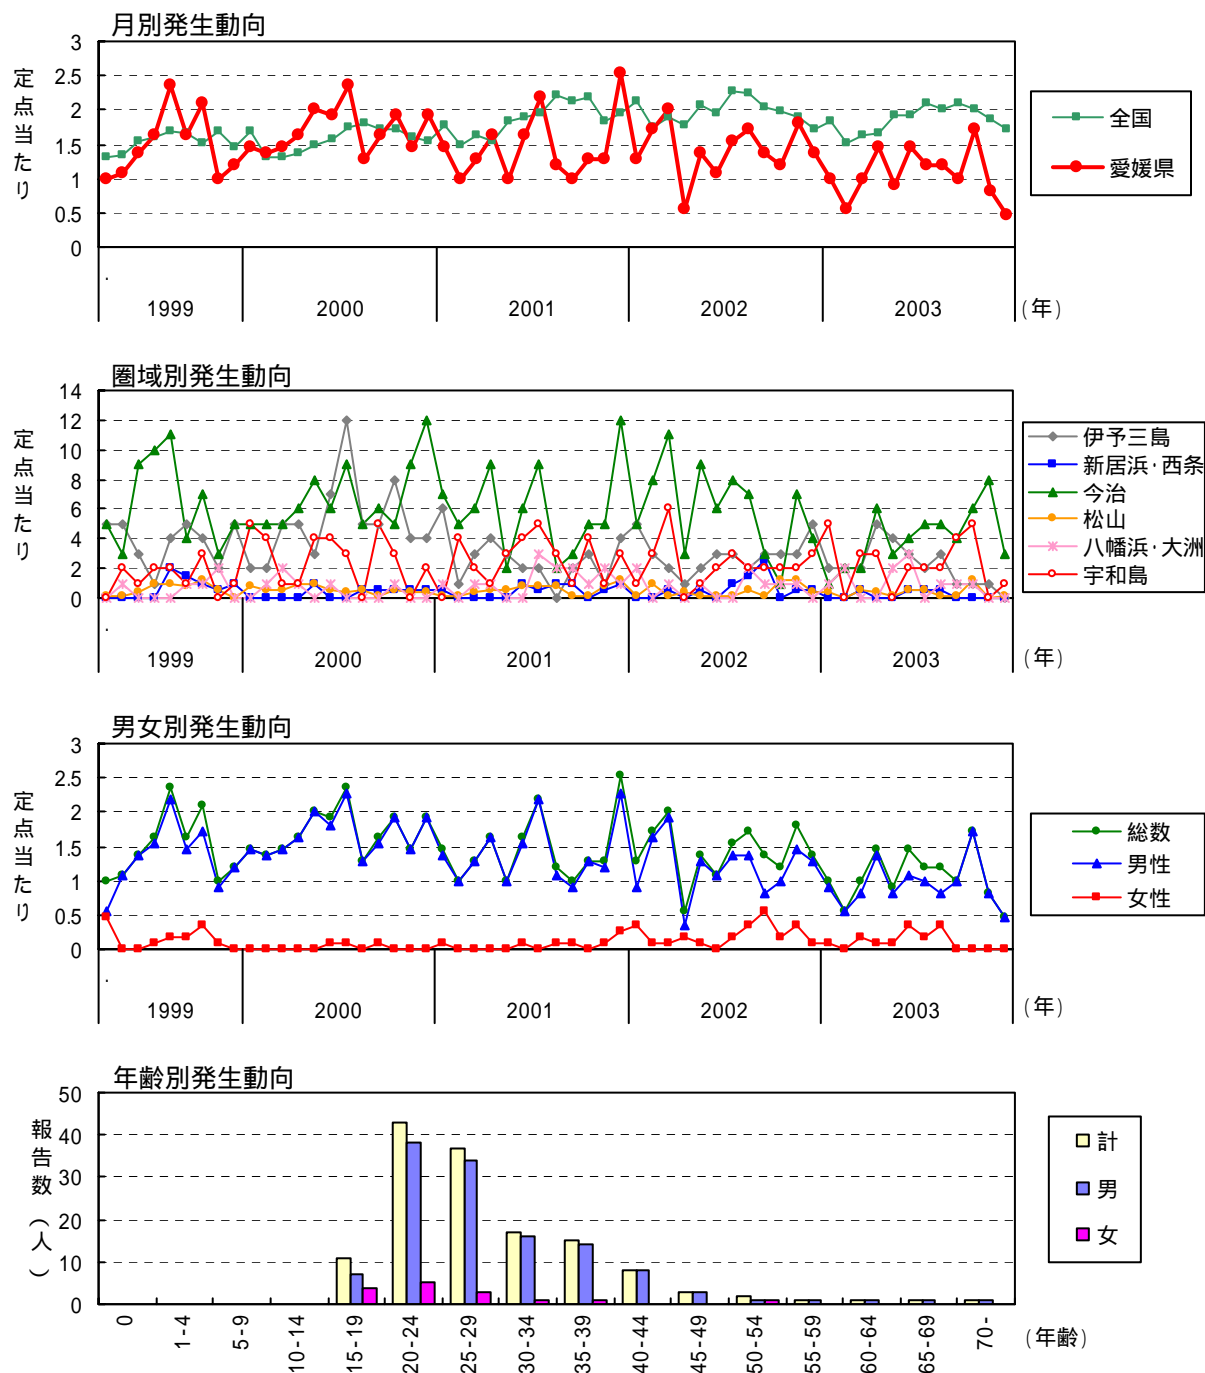 月別発生動向
定点当たり
3
2.5
2
1.5
1
0.5
0
1999 2000 2001 2002 2003 (年)
全国
愛媛県
圏域別発生動向
定点当たり
14
12
10
8
6
4
2
0
1999 2000 2001 2002 2003 (年)
伊予三島
新居浜･西条
今治
松山
八幡浜･大洲
宇和島
男女別発生動向
定点当たり
3
2.5
2
1.5
1
0.5
0
1999 2000 2001 2002 2003 (年)
総数
男性
女性
年齢別発生動向
報告数(人)
50
40
30
20
10
0
0 1-4 5-9 10-14 15-19 20-24 25-29 30-34 35-39 40-44 45-49 50-54 55-59 60-64 65-69 70- (年齢)
計
男
女